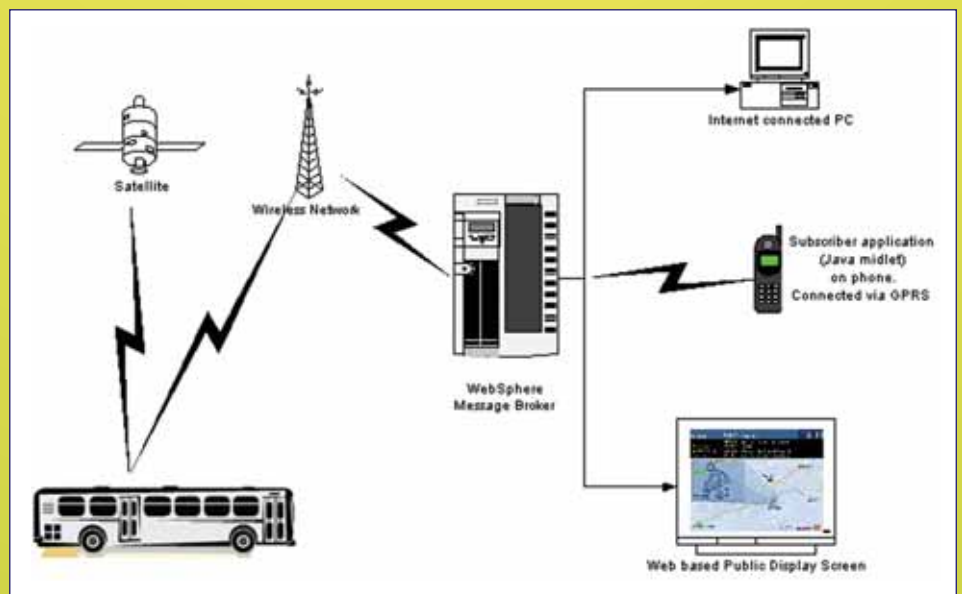 Internet connected PC
Satellite
Wireless Network
Subscriber application
(Java midlet)
on phone.
Connected via GPRS
WebSphere
Message Broker
Web based Public Display Screen